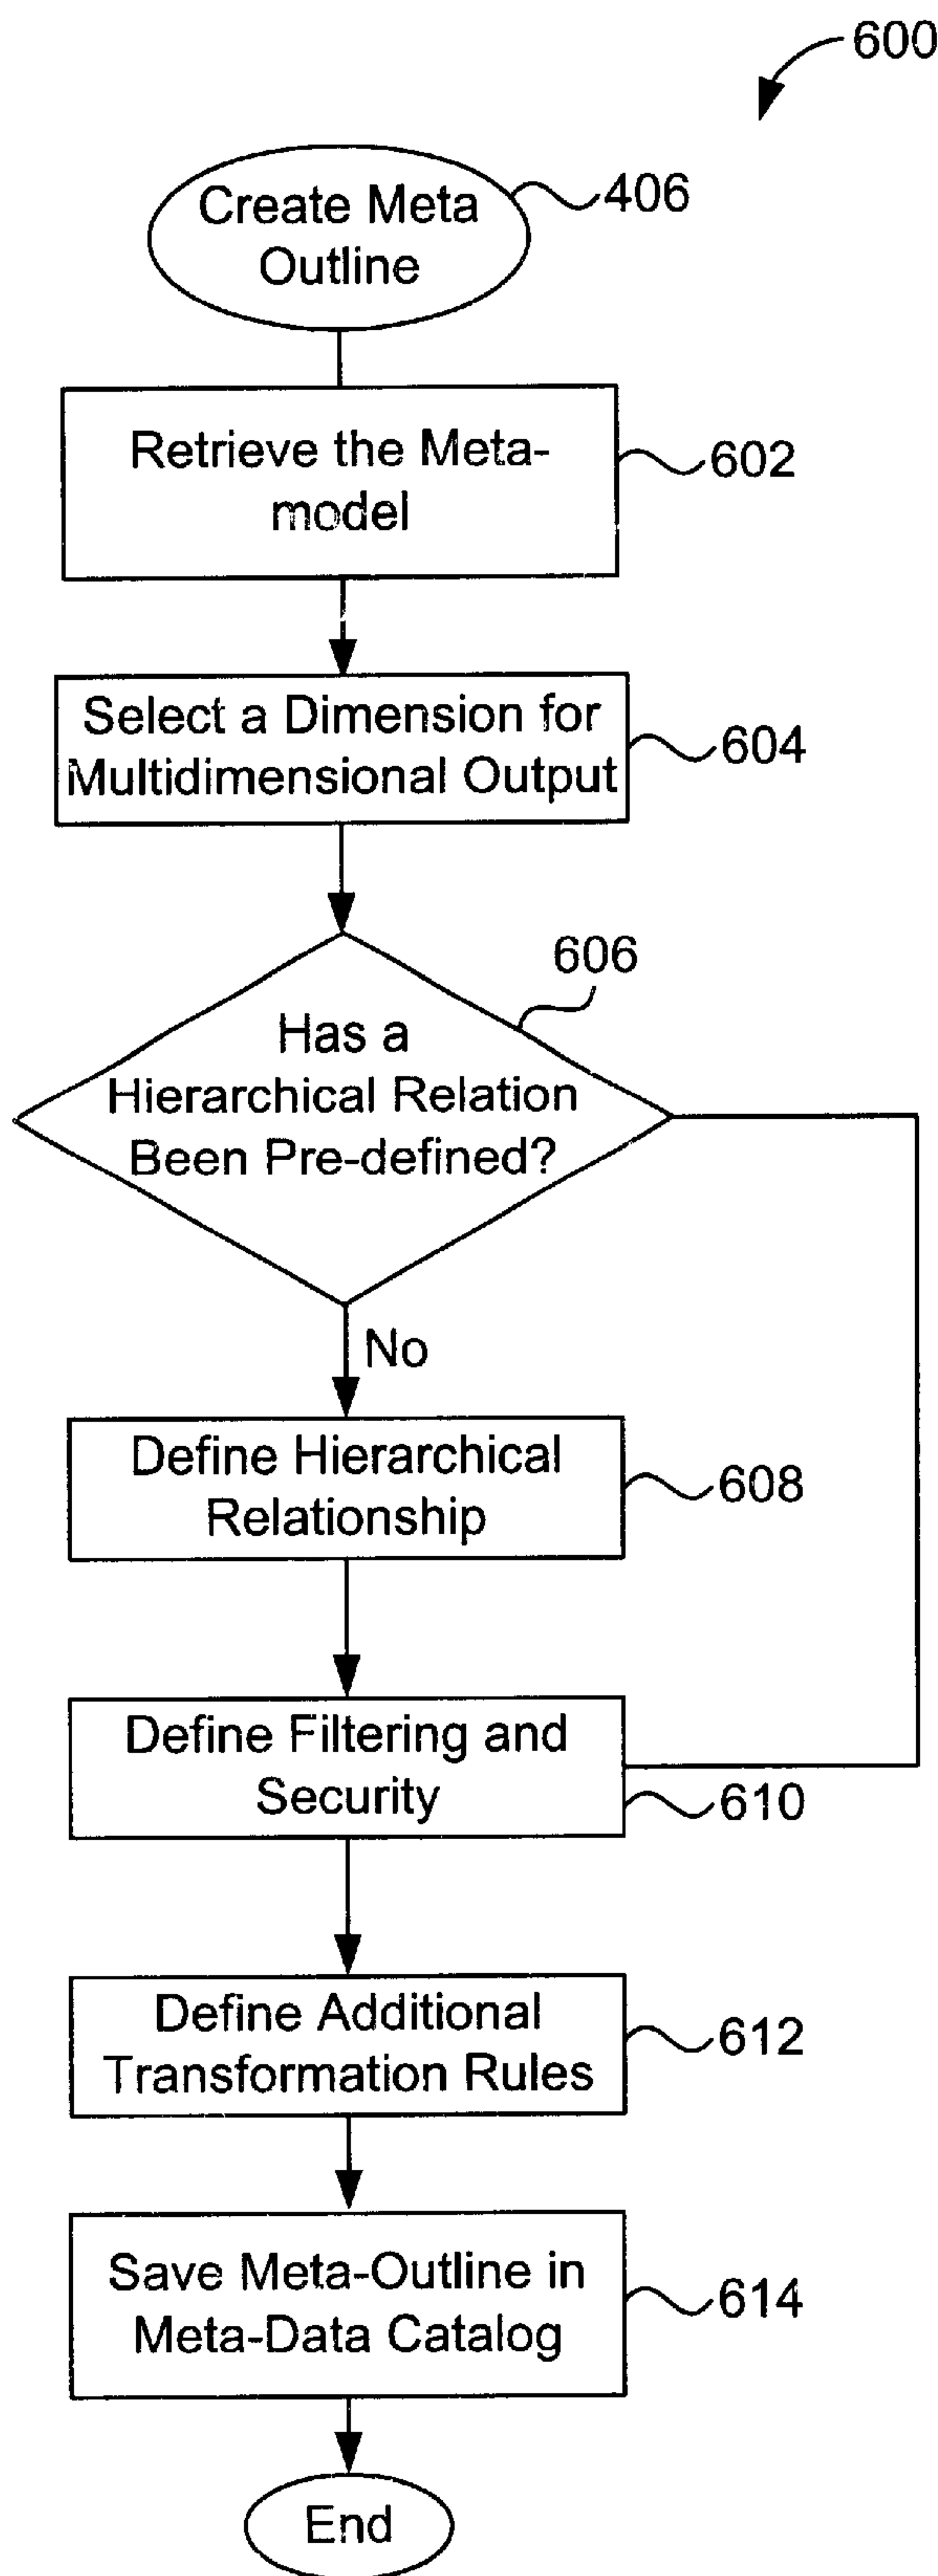 600
Create Meta
Outline
406
Retrieve the Meta-
model
602
Select a Dimension for
Multidimensional Output
604
606
Has a
Hierarchical Relation
Been Pre-defined?
No
Define Hierarchical
Relationship
608
Define Filtering and
Security
610
Define Additional
Transformation Rules
612
Save Meta-Outline in
Meta-Data Catalog
614
End